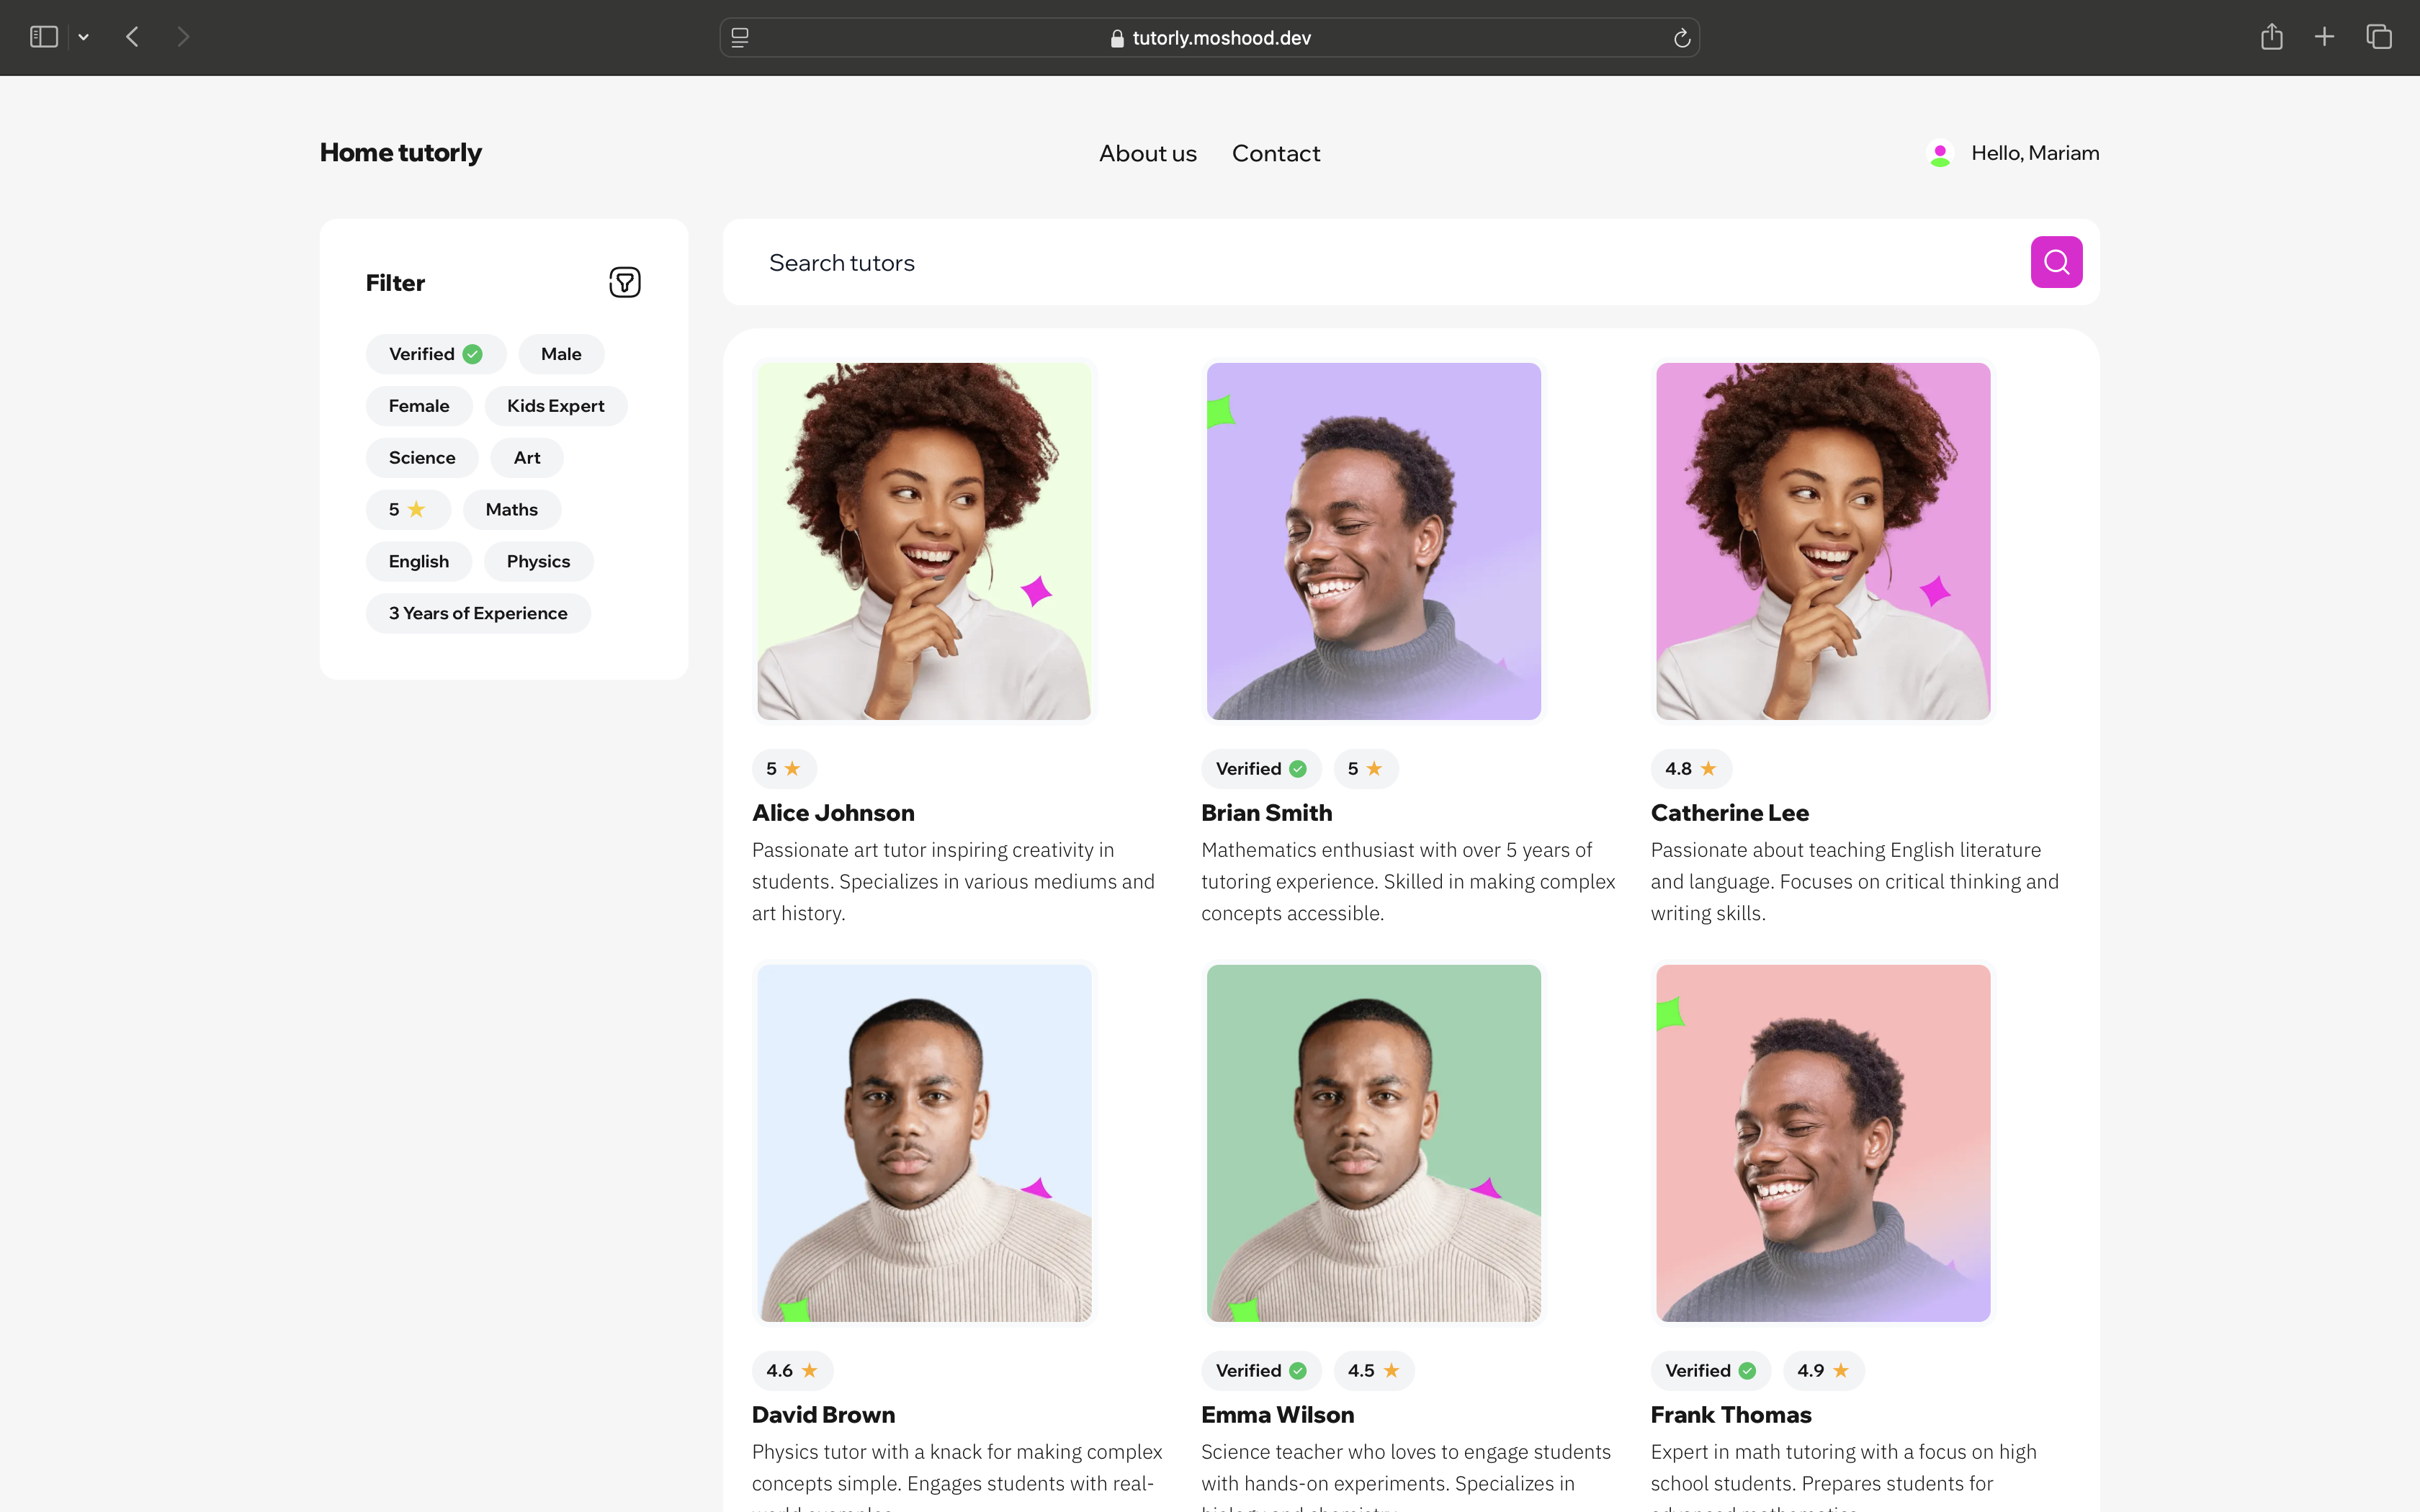 tutorly.moshood.dev
Home tutorly
About us
Contact
Hello, Mariam
Filter
Verified
Male
Female
Kids Expert
Science
Art
5
Maths
English
Physics
3 Years of Experience
Search tutors
5
Alice Johnson
Passionate art tutor inspiring creativity in
students. Specializes in various mediums and
art history.
Verified
5
Brian Smith
Mathematics enthusiast with over 5 years of
tutoring experience. Skilled in making complex
concepts accessible.
4.8
Catherine Lee
Passionate about teaching English literature
and language. Focuses on critical thinking and
writing skills.
4.6
David Brown
Physics tutor with a knack for making complex
concepts simple. Engages students with real-
Verified
4.5
Emma Wilson
Science teacher who loves to engage students
with hands-on experiments. Specializes in
Verified
4.9
Frank Thomas
Expert in math tutoring with a focus on high
school students. Prepares students for